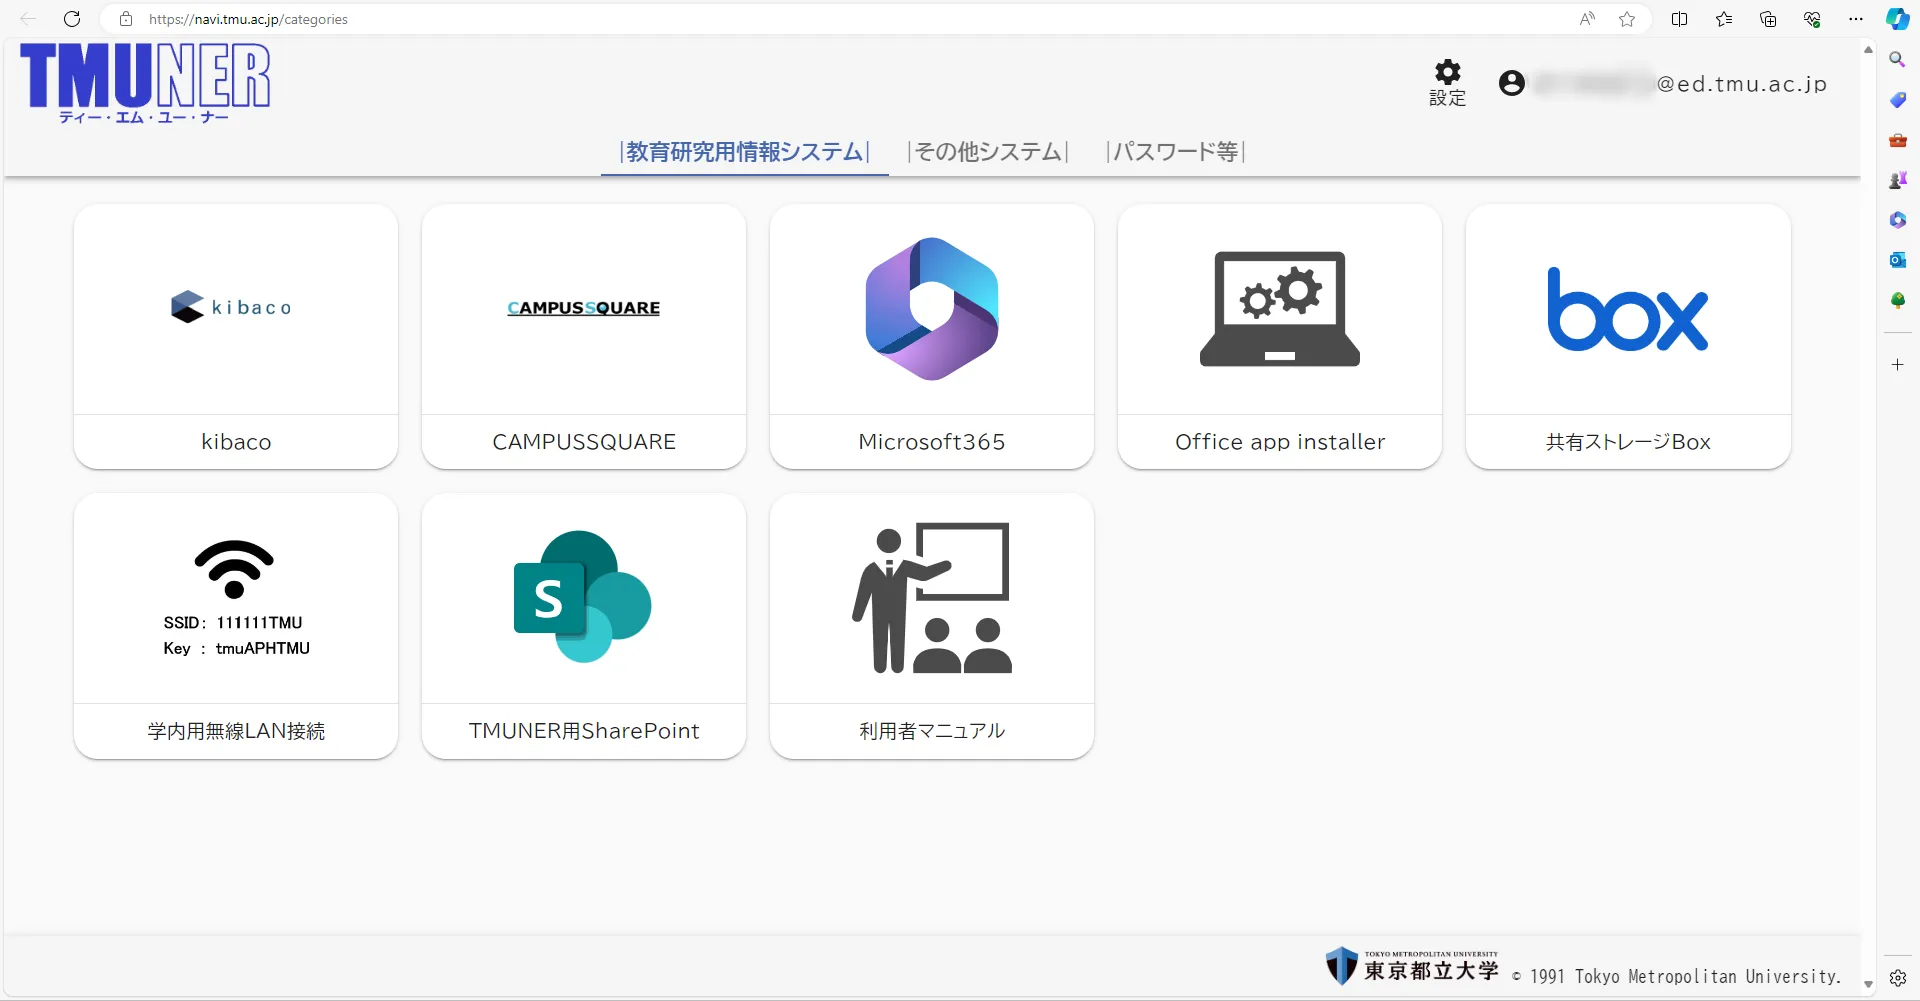 https://navi.tmu.ac.jp/categories
TMUNER
ティー・エム・ユー・ナー
設定
@ed.tmu.ac.jp
|教育研究用情報システム| |その他システム| |パスワード等|
kibaco
CAMPUSSQUARE
box
kibaco
CAMPUSSQUARE
Microsoft365
Office app installer
共有ストレージBox
SSID: 111111TMU
Key : tmuAPHTMU
S
学内用無線LAN接続
TMUNER用SharePoint
利用者マニュアル
TOKYO METROPOLITAN UNIVERSITY
東京都立大学
© 1991 Tokyo Metropolitan University.